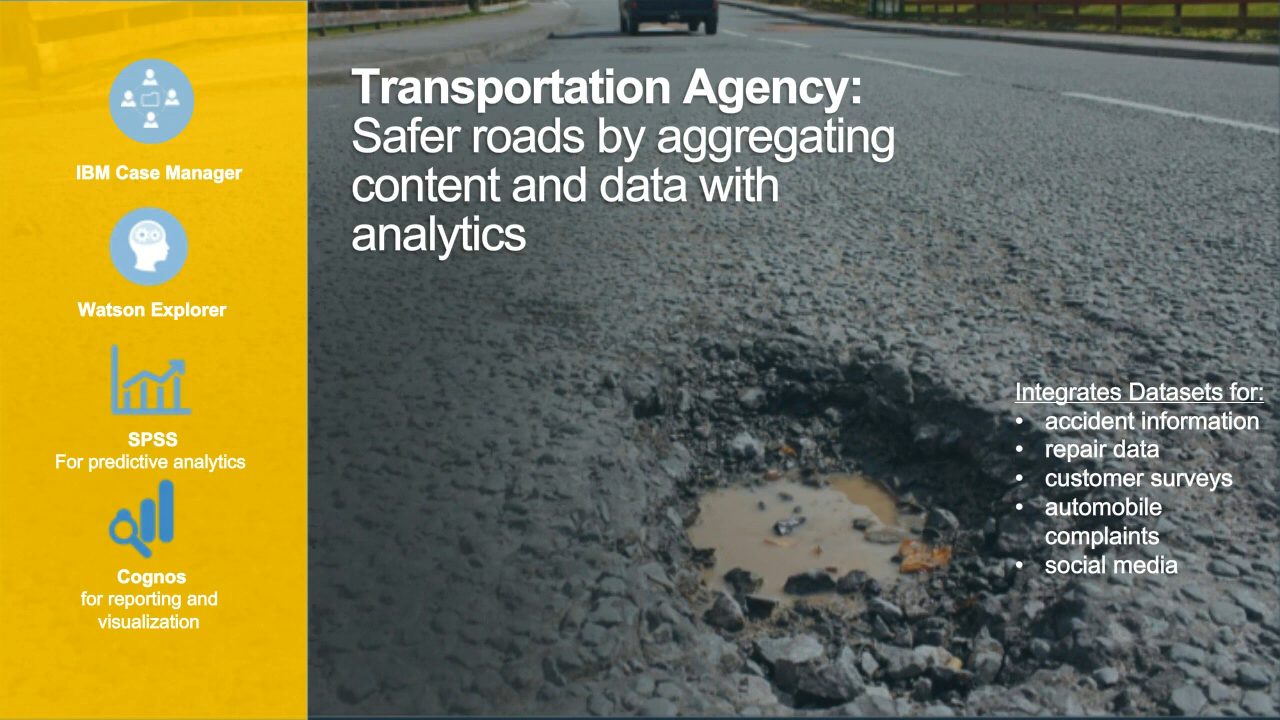 Transportation Agency:
Safer roads by aggregating
content and data with
analytics
IBM Case Manager
Watson Explorer
SPSS
For predictive analytics
Cognos
for reporting and
visualization
Integrates Datasets for:
• accident information
• repair data
• customer surveys
• automobile
complaints
• social media